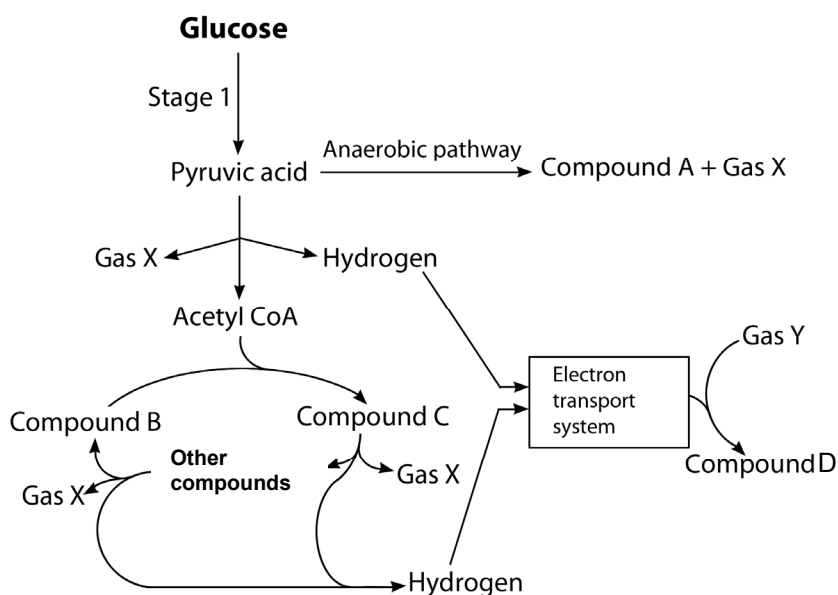 Glucose
Stage 1
Anaerobic pathway
Pyruvic acid
Compound A + Gas X
Gas X
Hydrogen
Acetyl CoA
Gas Y
Electron
transport
system
Compound B
Compound C
Compound D
Other
compounds
Gas X
Gas X
Hydrogen